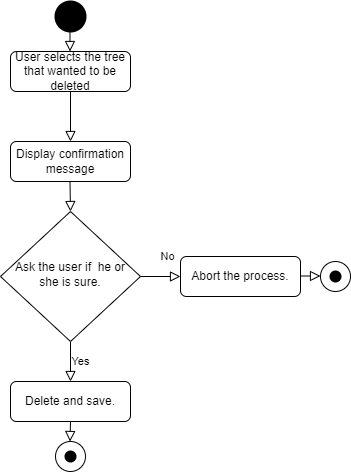 User selects the tree
that wanted to be
deleted
Display confirmation
message
Ask the user if he or
she is sure.
No
Abort the process.
Yes
Delete and save.